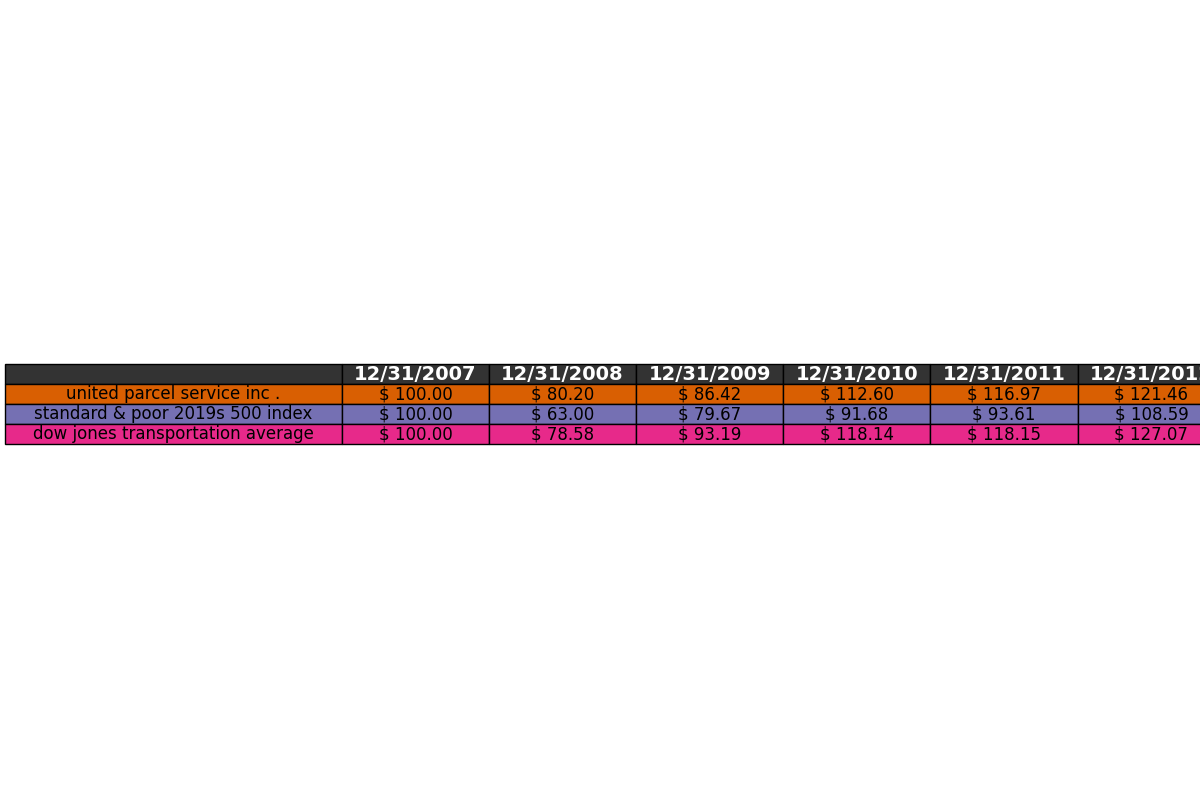 12/31/2007 12/31/2008 12/31/2009 12/31/2010 12/31/2011
united parcel service inc . $ 100.00 $ 80.20 $ 86.42 $ 112.60 $ 116.97 $ 121.46
standard & poor 2019s 500 index $ 100.00 $ 63.00 $ 79.67 $ 91.68 $ 93.61 $ 108.59
dow jones transportation average $ 100.00 $ 78.58 $ 93.19 $ 118.14 $ 118.15 $ 127.07